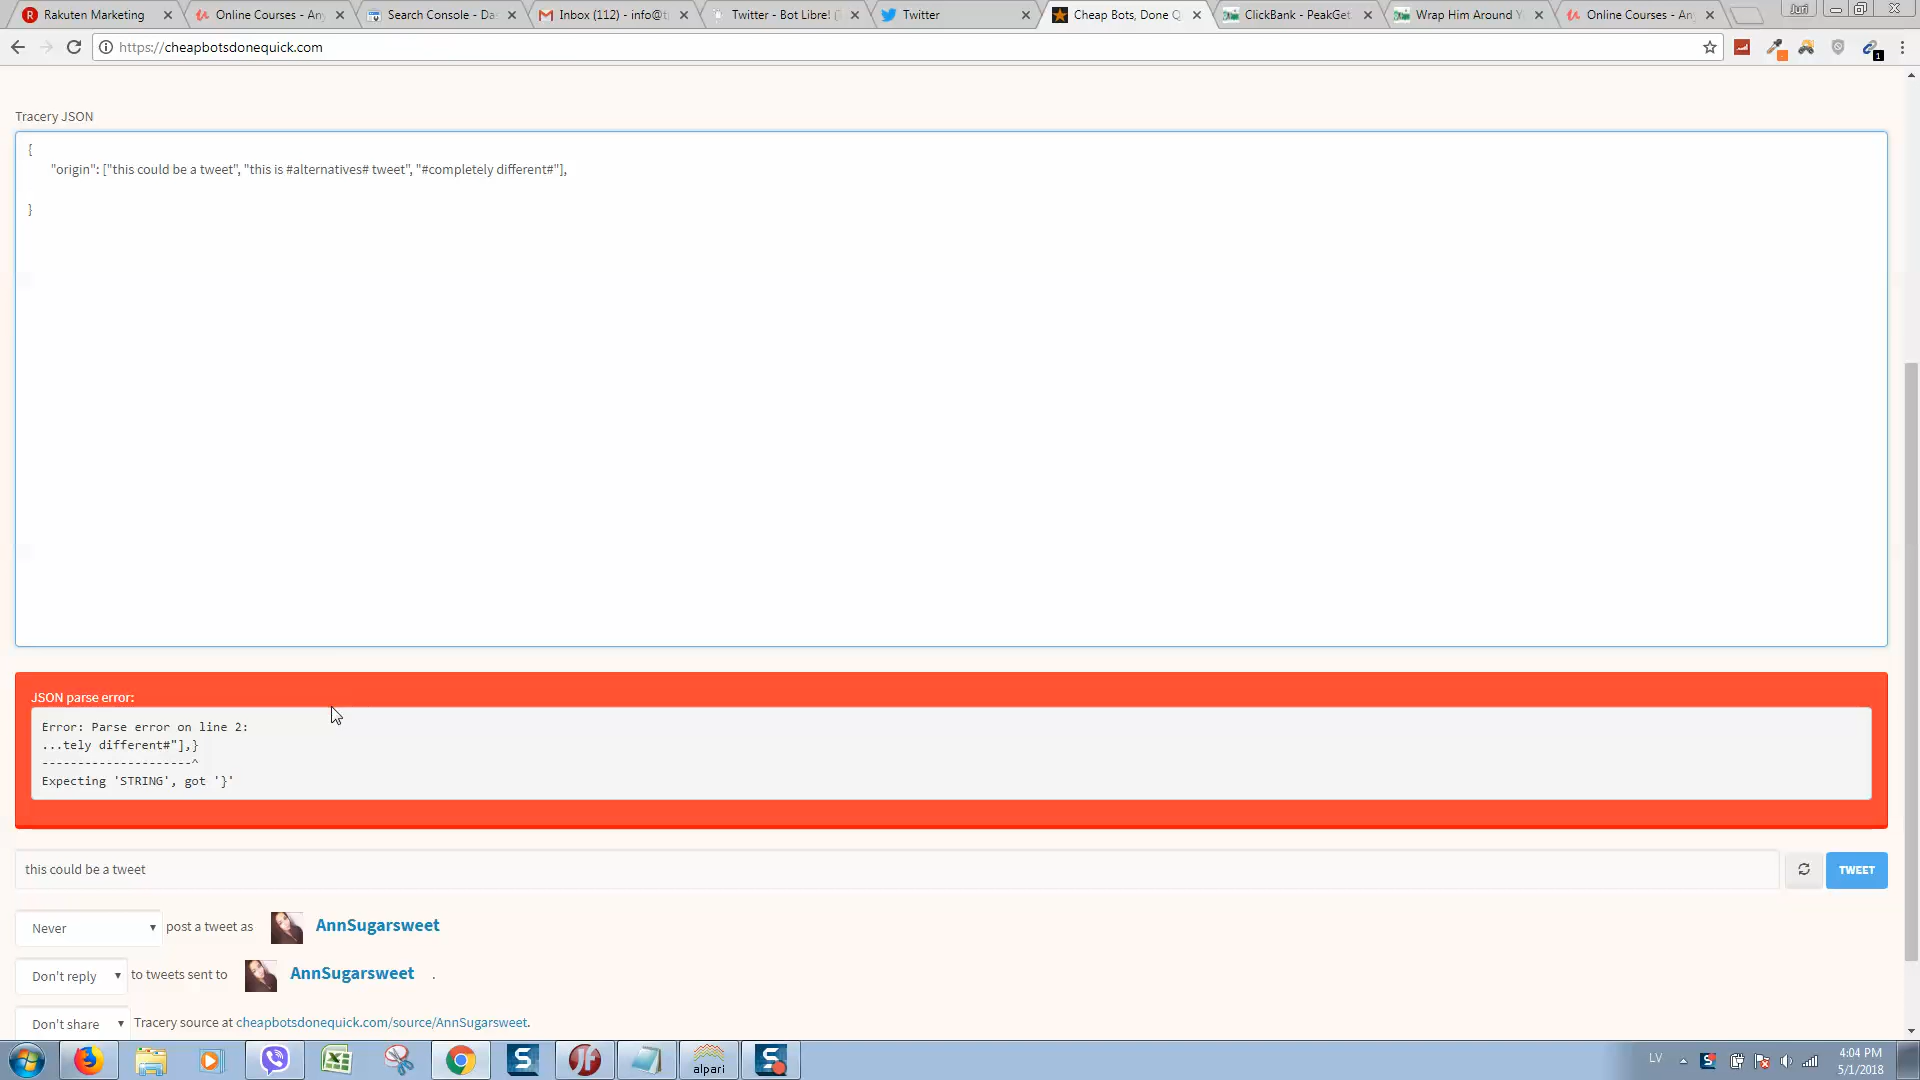 Rakuten Marketing
Online Courses - Any
Search Console - Das
Inbox (112) - info@t
Twitter - Bot Libre! (
Twitter
Cheap Bots, Done Q
ClickBank - PeakGet
Wrap Him Around Y
Online Courses - Any
Juri
https://cheapbotsdonequick.com
1
Tracery JSON
{
"origin": ["this could be a tweet", "this is #alternatives# tweet", "#completely different#"],
}
JSON parse error:
Error: Parse error on line 2:
...tely different#"],}
---------------------^
Expecting 'STRING', got '}'
this could be a tweet
TWEET
Never post a tweet as AnnSugarsweet
Don't reply to tweets sent to AnnSugarsweet .
Don't share Tracery source at cheapbotsdonequick.com/source/AnnSugarsweet.
alpari
LV
4:04 PM
5/1/2018